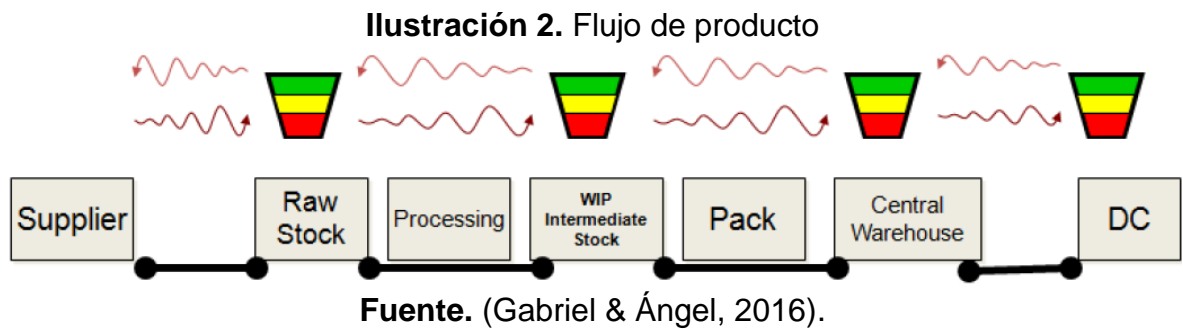 Ilustración 2. Flujo de producto
Supplier
Raw
Stock
Processing
WIP
Intermediate
Stock
Pack
Central
Warehouse
DC
Fuente. (Gabriel & Ángel, 2016).